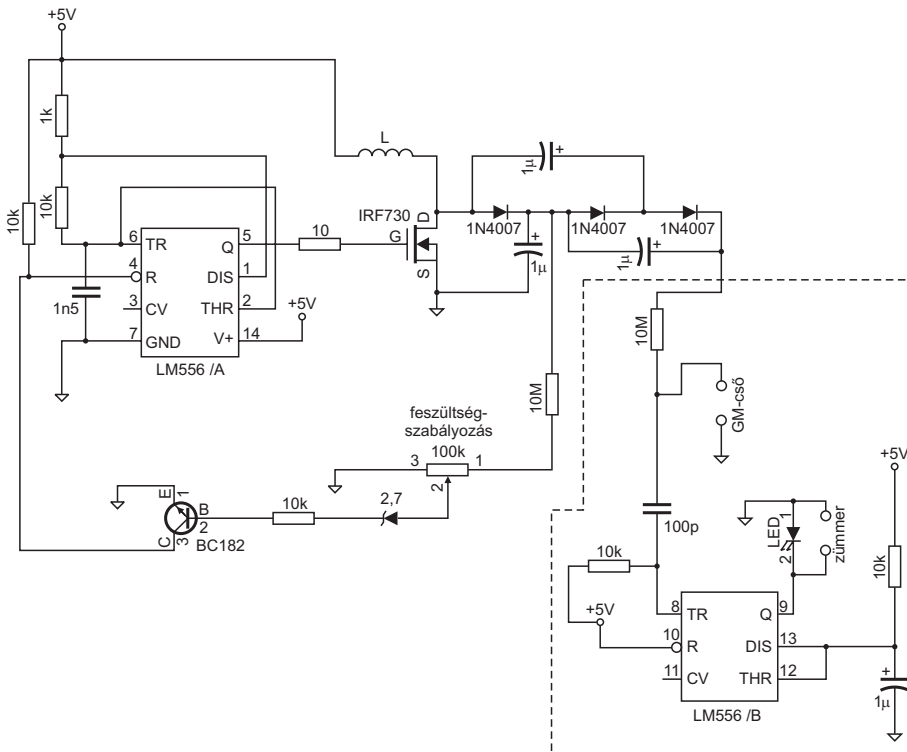 +5V
1k
10k
10k
L
1µ
+
IRF730
D
G
S
1N4007
1N4007
1N4007
+
1µ
+
1µ
10
6
TR
Q
5
4
R
DIS
1
3
CV
THR
2
7
GND
V+
14
1n5
LM556 /A
+5V
10M
10M
GM-cső
feszültség-
szabályozás
100k
3
1
2
E
1
B
2
C
3
BC182
10k
2,7
100p
10k
+5V
8
TR
Q
9
10
R
DIS
13
11
CV
THR
12
LM556 /B
LED
1
2
zümmer
+5V
10k
+
1µ